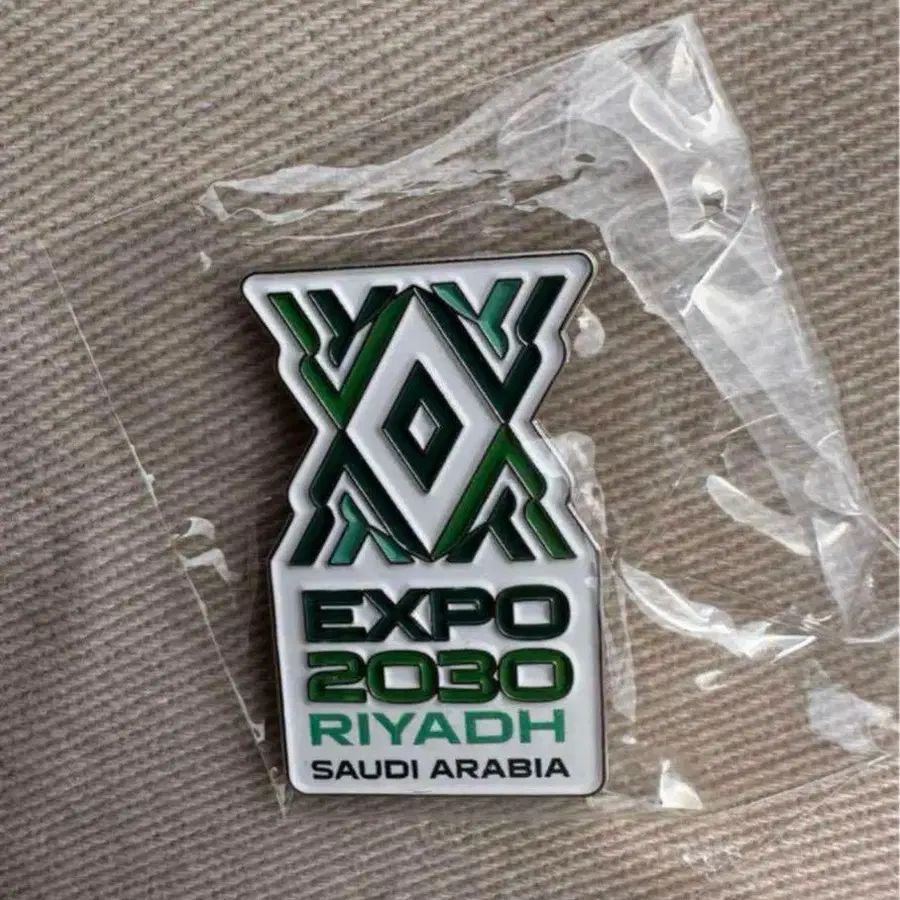 EXPO
2030
RIYADH
SAUDI ARABIA